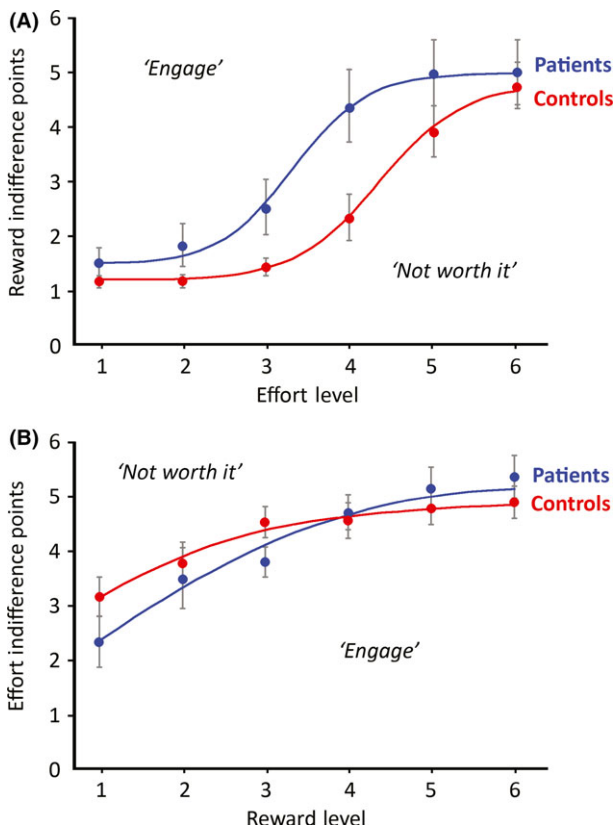 (A)
6
5
4
3
2
1
0
Reward indifference points
'Engage'
Patients
Controls
'Not worth it'
1 2 3 4 5 6
Effort level
(B)
6
5
4
3
2
1
0
Effort indifference points
'Not worth it'
Patients
Controls
'Engage'
1 2 3 4 5 6
Reward level